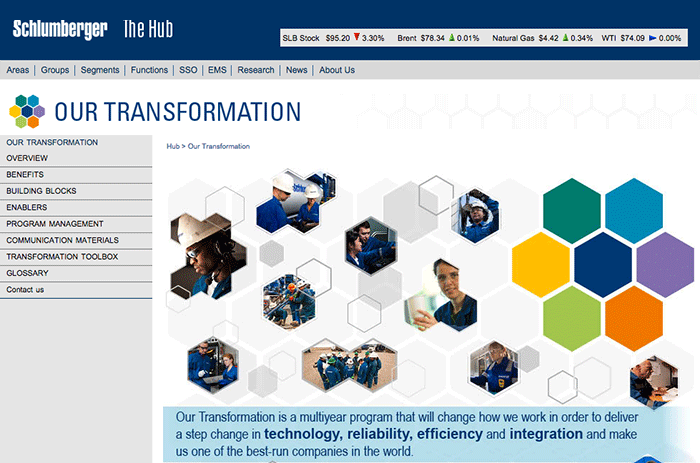 Schlumberger The Hub
SLB Stock $95.20 3.30% Brent $78.34 0.01% Natural Gas $4.42 0.34% WTI $74.09 0.00%
Areas | Groups | Segments | Functions | SSO | EMS | Research | News | About Us
OUR TRANSFORMATION
OUR TRANSFORMATION
Hub > Our Transformation
OVERVIEW
BENEFITS
BUILDING BLOCKS
ENABLERS
PROGRAM MANAGEMENT
COMMUNICATION MATERIALS
TRANSFORMATION TOOLBOX
GLOSSARY
Contact us
Our Transformation is a multiyear program that will change how we work in order to deliver
a step change in technology, reliability, efficiency and integration and make
us one of the best-run companies in the world.